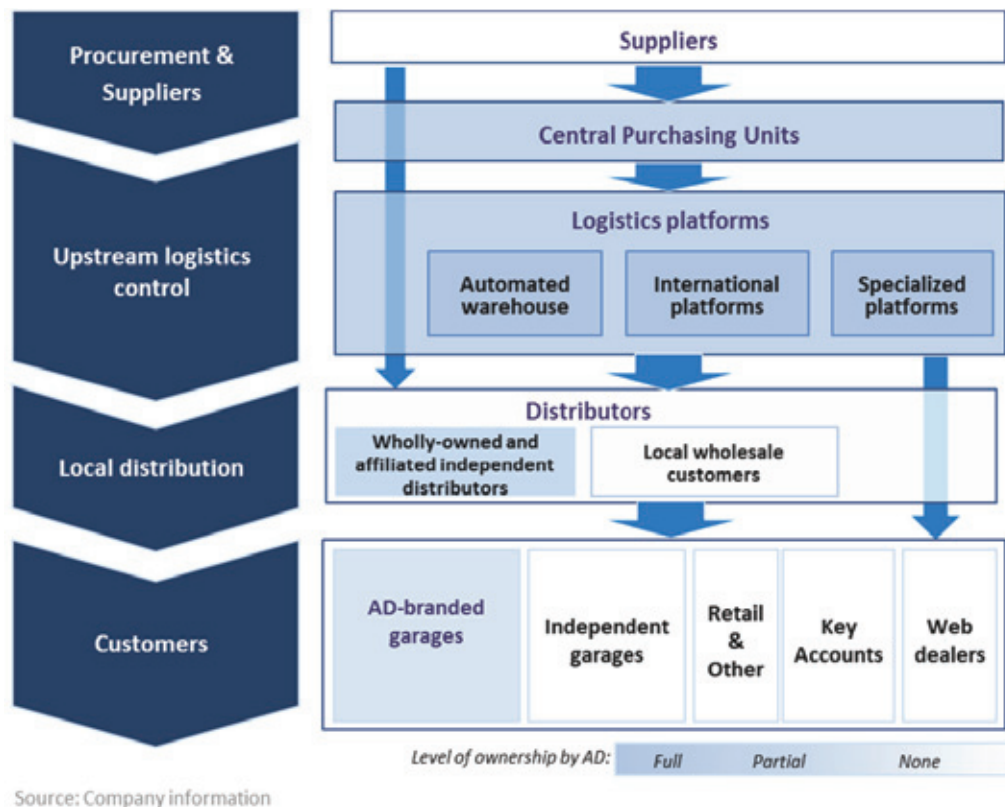 Procurement &
Suppliers
Suppliers
Central Purchasing Units
Upstream logistics
control
Logistics platforms
Automated
warehouse
International
platforms
Specialized
platforms
Local distribution
Distributors
Wholly-owned and
affiliated independent
distributors
Local wholesale
customers
Customers
AD-branded
garages
Independent
garages
Retail
&
Other
Key
Accounts
Web
dealers
Level of ownership by AD:
Full
Partial
None
Source: Company information